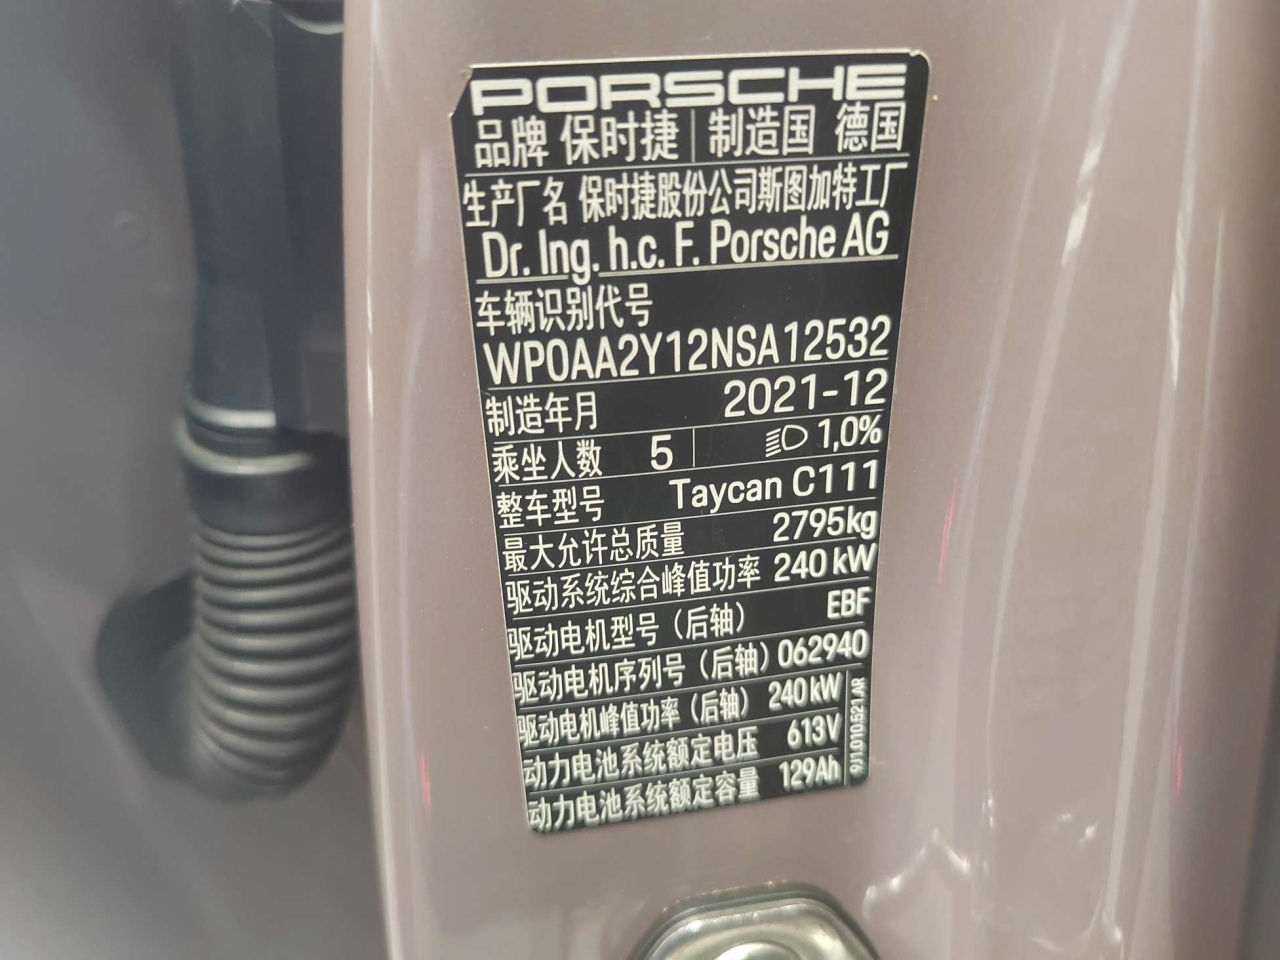 PORSCHE
品牌 保时捷 制造国 德国
生产厂名 保时捷股份公司斯图加特工厂
Dr. Ing. h.c. F. Porsche AG
车辆识别代号
WP0AA2Y12NSA12532
制造年月 2021-12
乘坐人数 5 1,0%
整车型号 Taycan C111
最大允许总质量 2795kg
驱动系统综合峰值功率 240 kW
驱动电机型号（后轴） EBF
驱动电机序列号（后轴） 062940
驱动电机峰值功率（后轴） 240 kW
动力电池系统额定电压 613V
动力电池系统额定容量 129Ah
9J1.010.521.AR